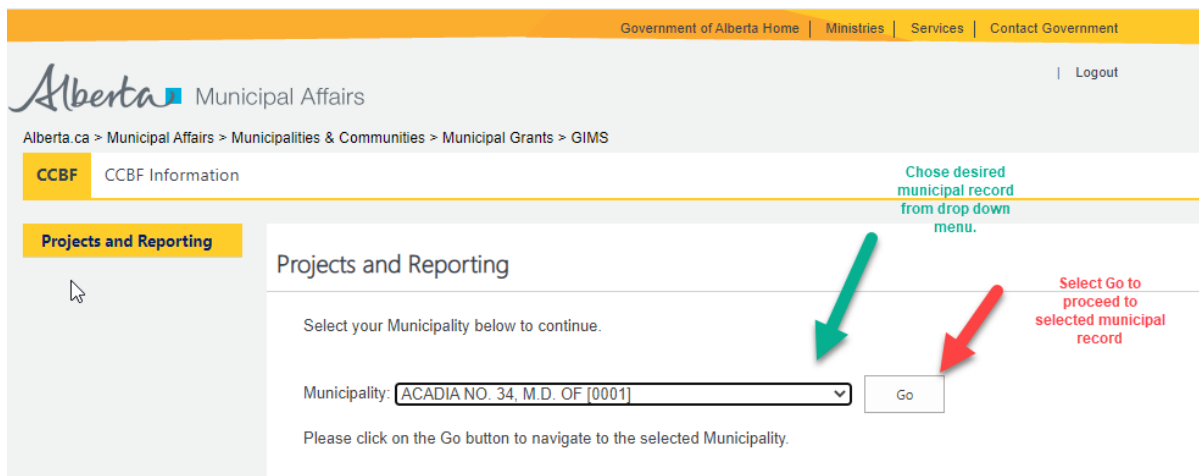 Government of Alberta Home | Ministries | Services | Contact Government
| Logout
Alberta Municipal Affairs
Alberta.ca > Municipal Affairs > Municipalities & Communities > Municipal Grants > GIMS
CCBF CCBF Information
Chose desired
municipal record
from drop down
menu.
Projects and Reporting
Projects and Reporting
Select Go to
proceed to
selected municipal
record
Select your Municipality below to continue.
Municipality: ACADIA NO. 34, M.D. OF [0001] Go
Please click on the Go button to navigate to the selected Municipality.